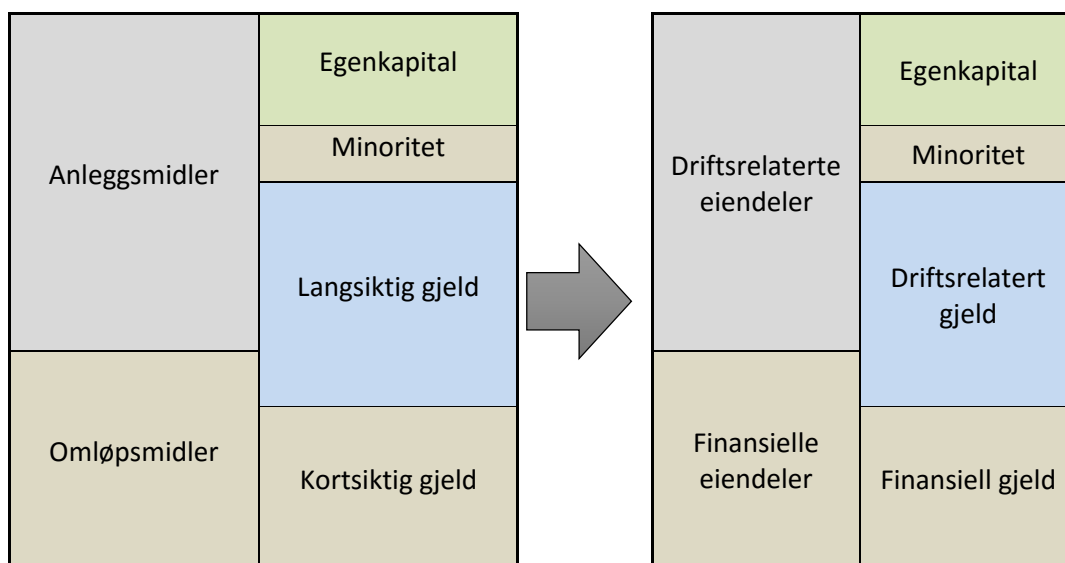 Anleggsmidler
Omløpsmidler
Egenkapital
Minoritet
Langsiktig gjeld
Kortsiktig gjeld
Driftsrelaterte
eiendeler
Finansielle
eiendeler
Egenkapital
Minoritet
Driftsrelatert
gjeld
Finansiell gjeld